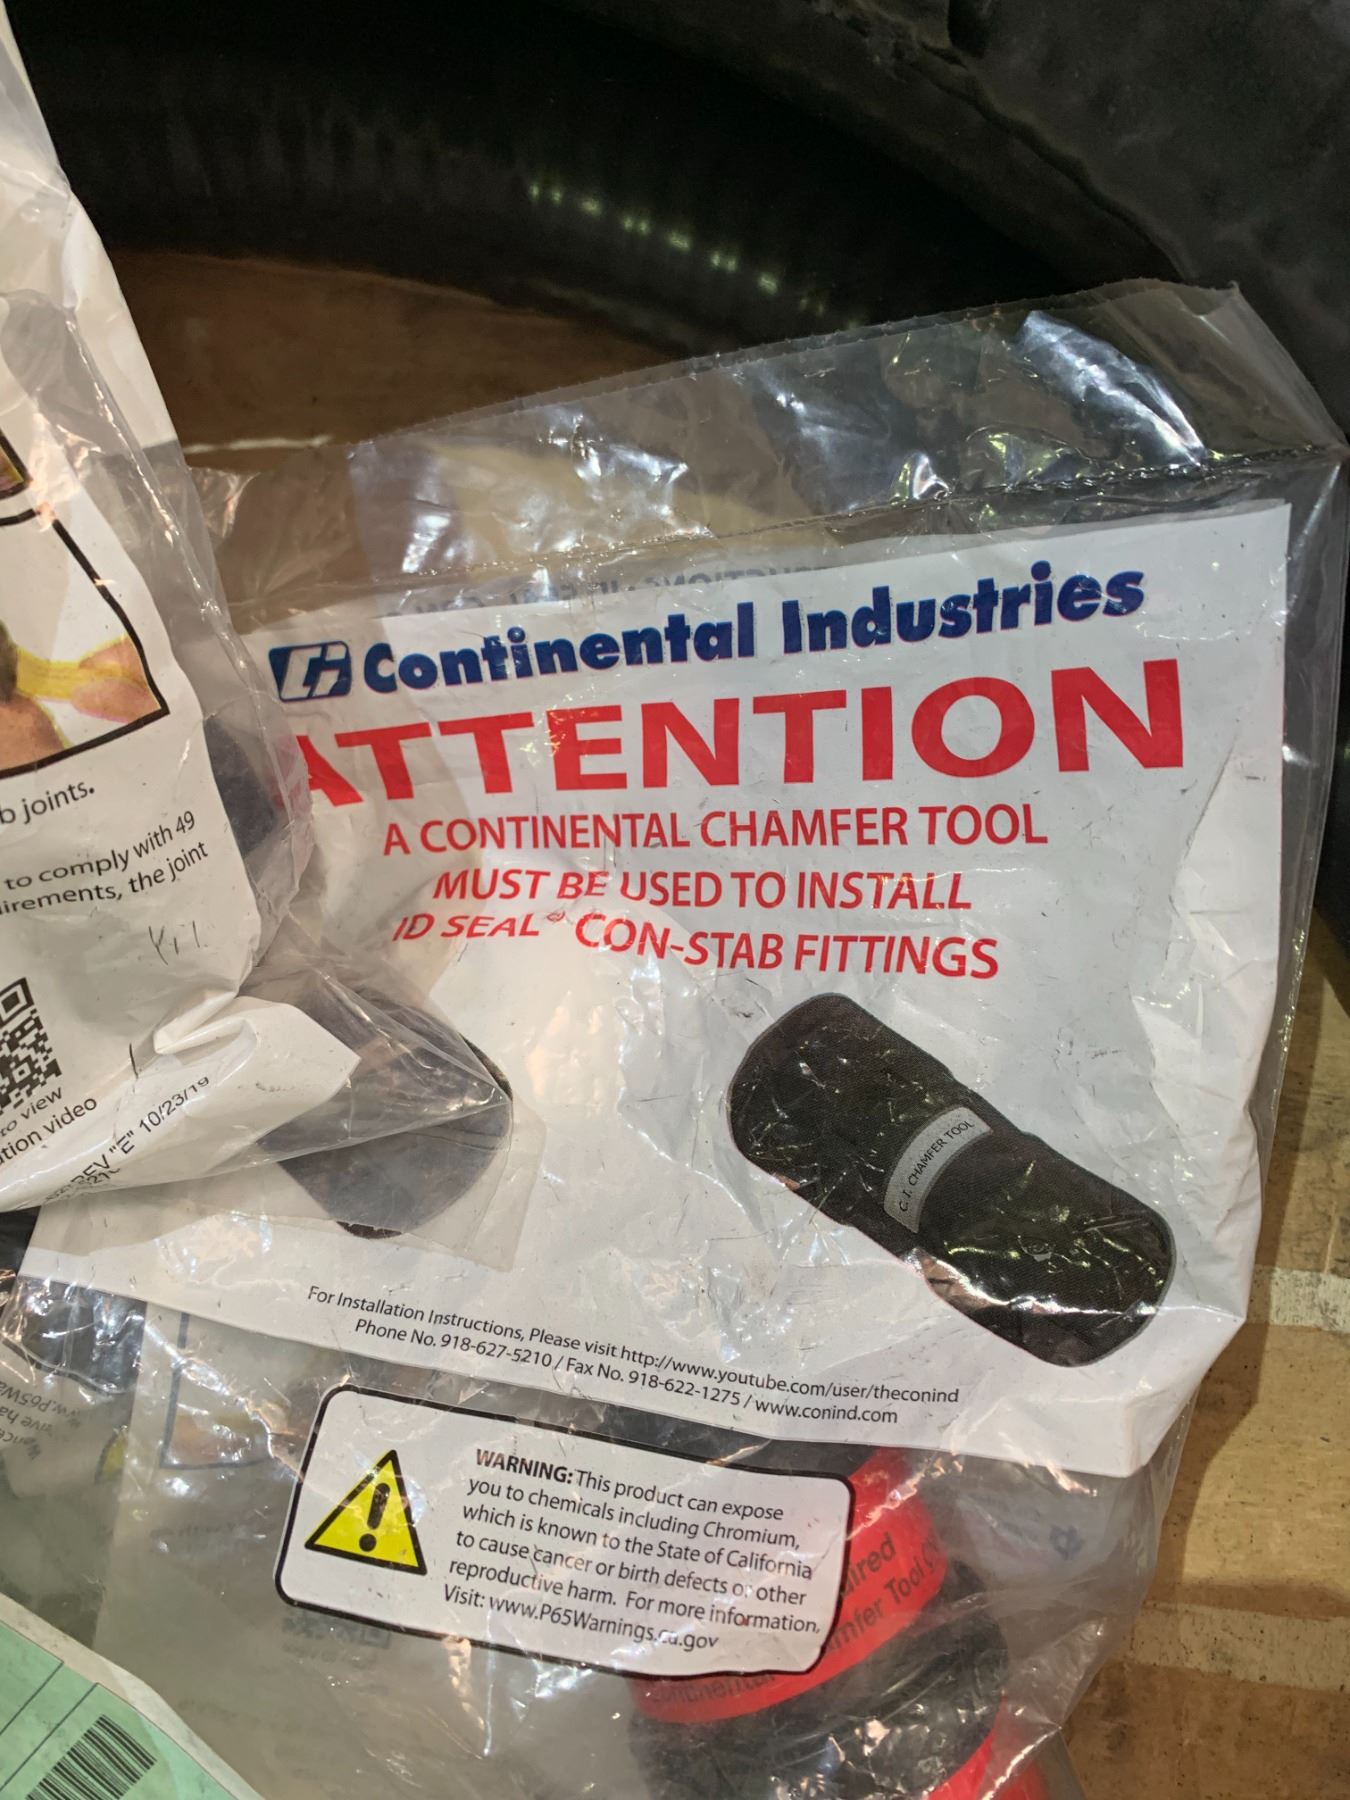 Continental Industries
ATTENTION
A CONTINENTAL CHAMFER TOOL
MUST BE USED TO INSTALL
ID SEAL® CON-STAB FITTINGS
C. I. CHAMFER TOOL
For Installation Instructions, Please visit http://www.youtube.com/user/theconind
Phone No. 918-627-5210 / Fax No. 918-622-1275 / www.conind.com
WARNING: This product can expose
you to chemicals including Chromium,
which is known to the State of California
to cause cancer or birth defects or other
reproductive harm. For more information,
Visit: www.P65Warnings.ca.gov
joints.
to comply with 49
the joint
to view
video
REV "E" 10/23/19
Tool